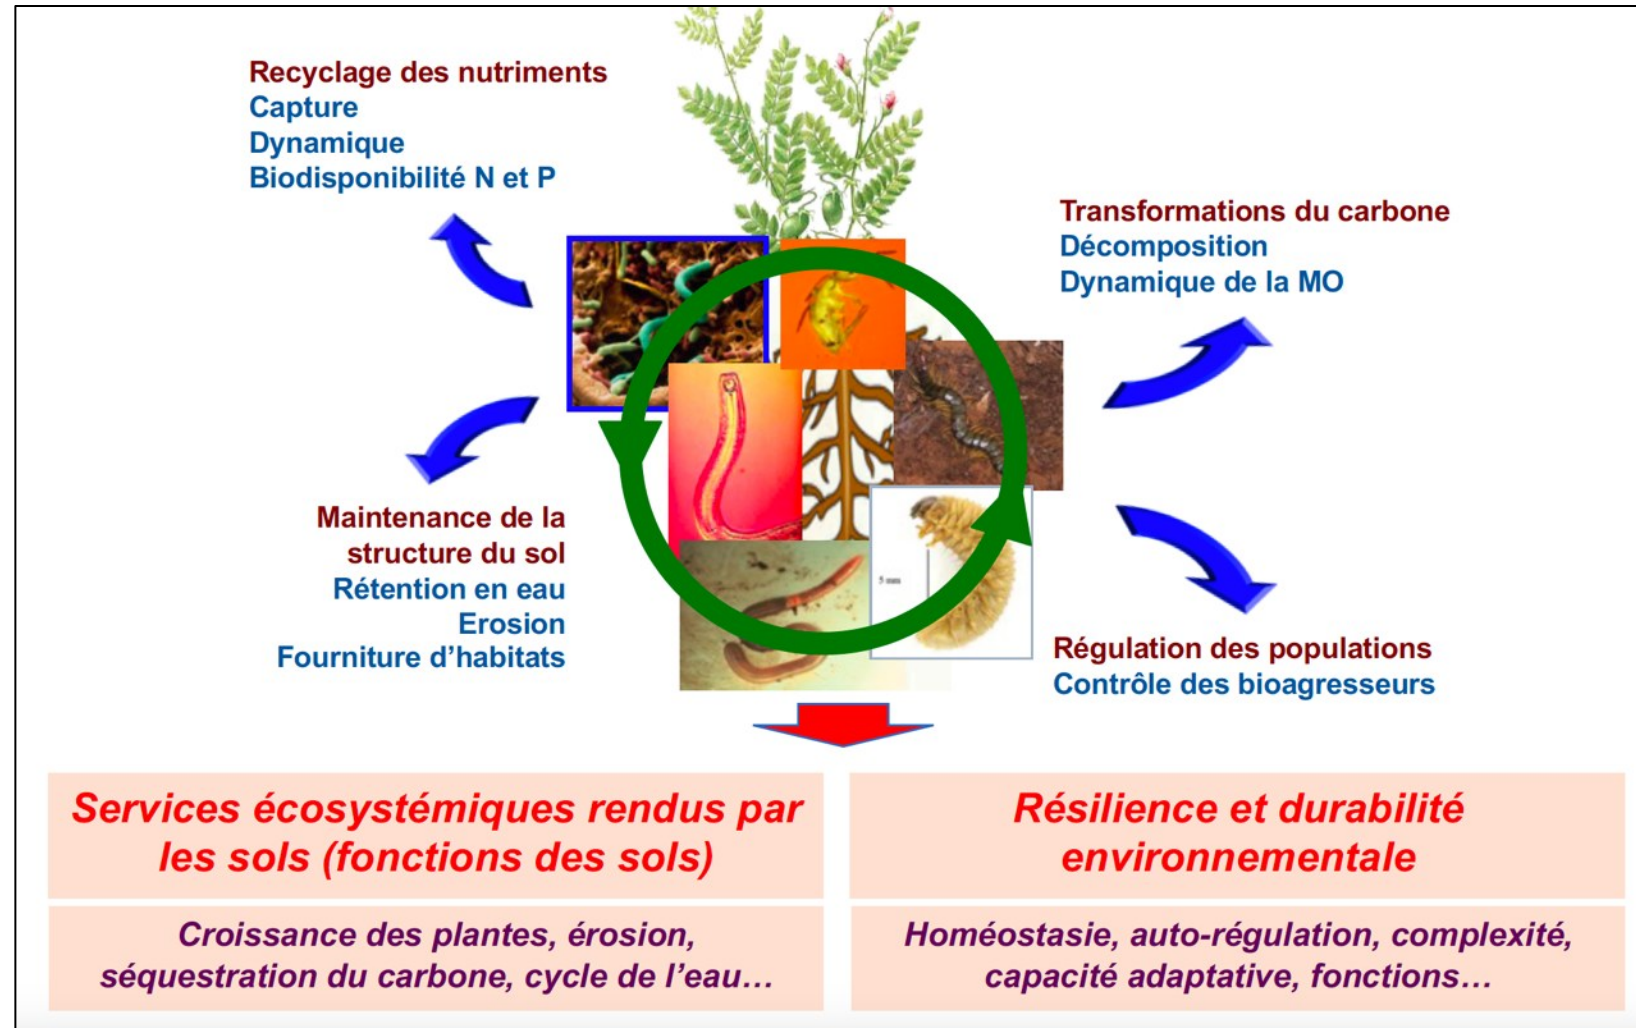 Recyclage des nutriments
Capture
Dynamique
Biodisponibilité N et P
Transformations du carbone
Décomposition
Dynamique de la MO
Maintenance de la
structure du sol
Rétention en eau
Erosion
Fourniture d’habitats
5 mm
Régulation des populations
Contrôle des bioagresseurs
Services écosystémiques rendus par
les sols (fonctions des sols)
Résilience et durabilité
environnementale
Croissance des plantes, érosion,
séquestration du carbone, cycle de l’eau…
Homéostasie, auto-régulation, complexité,
capacité adaptative, fonctions…